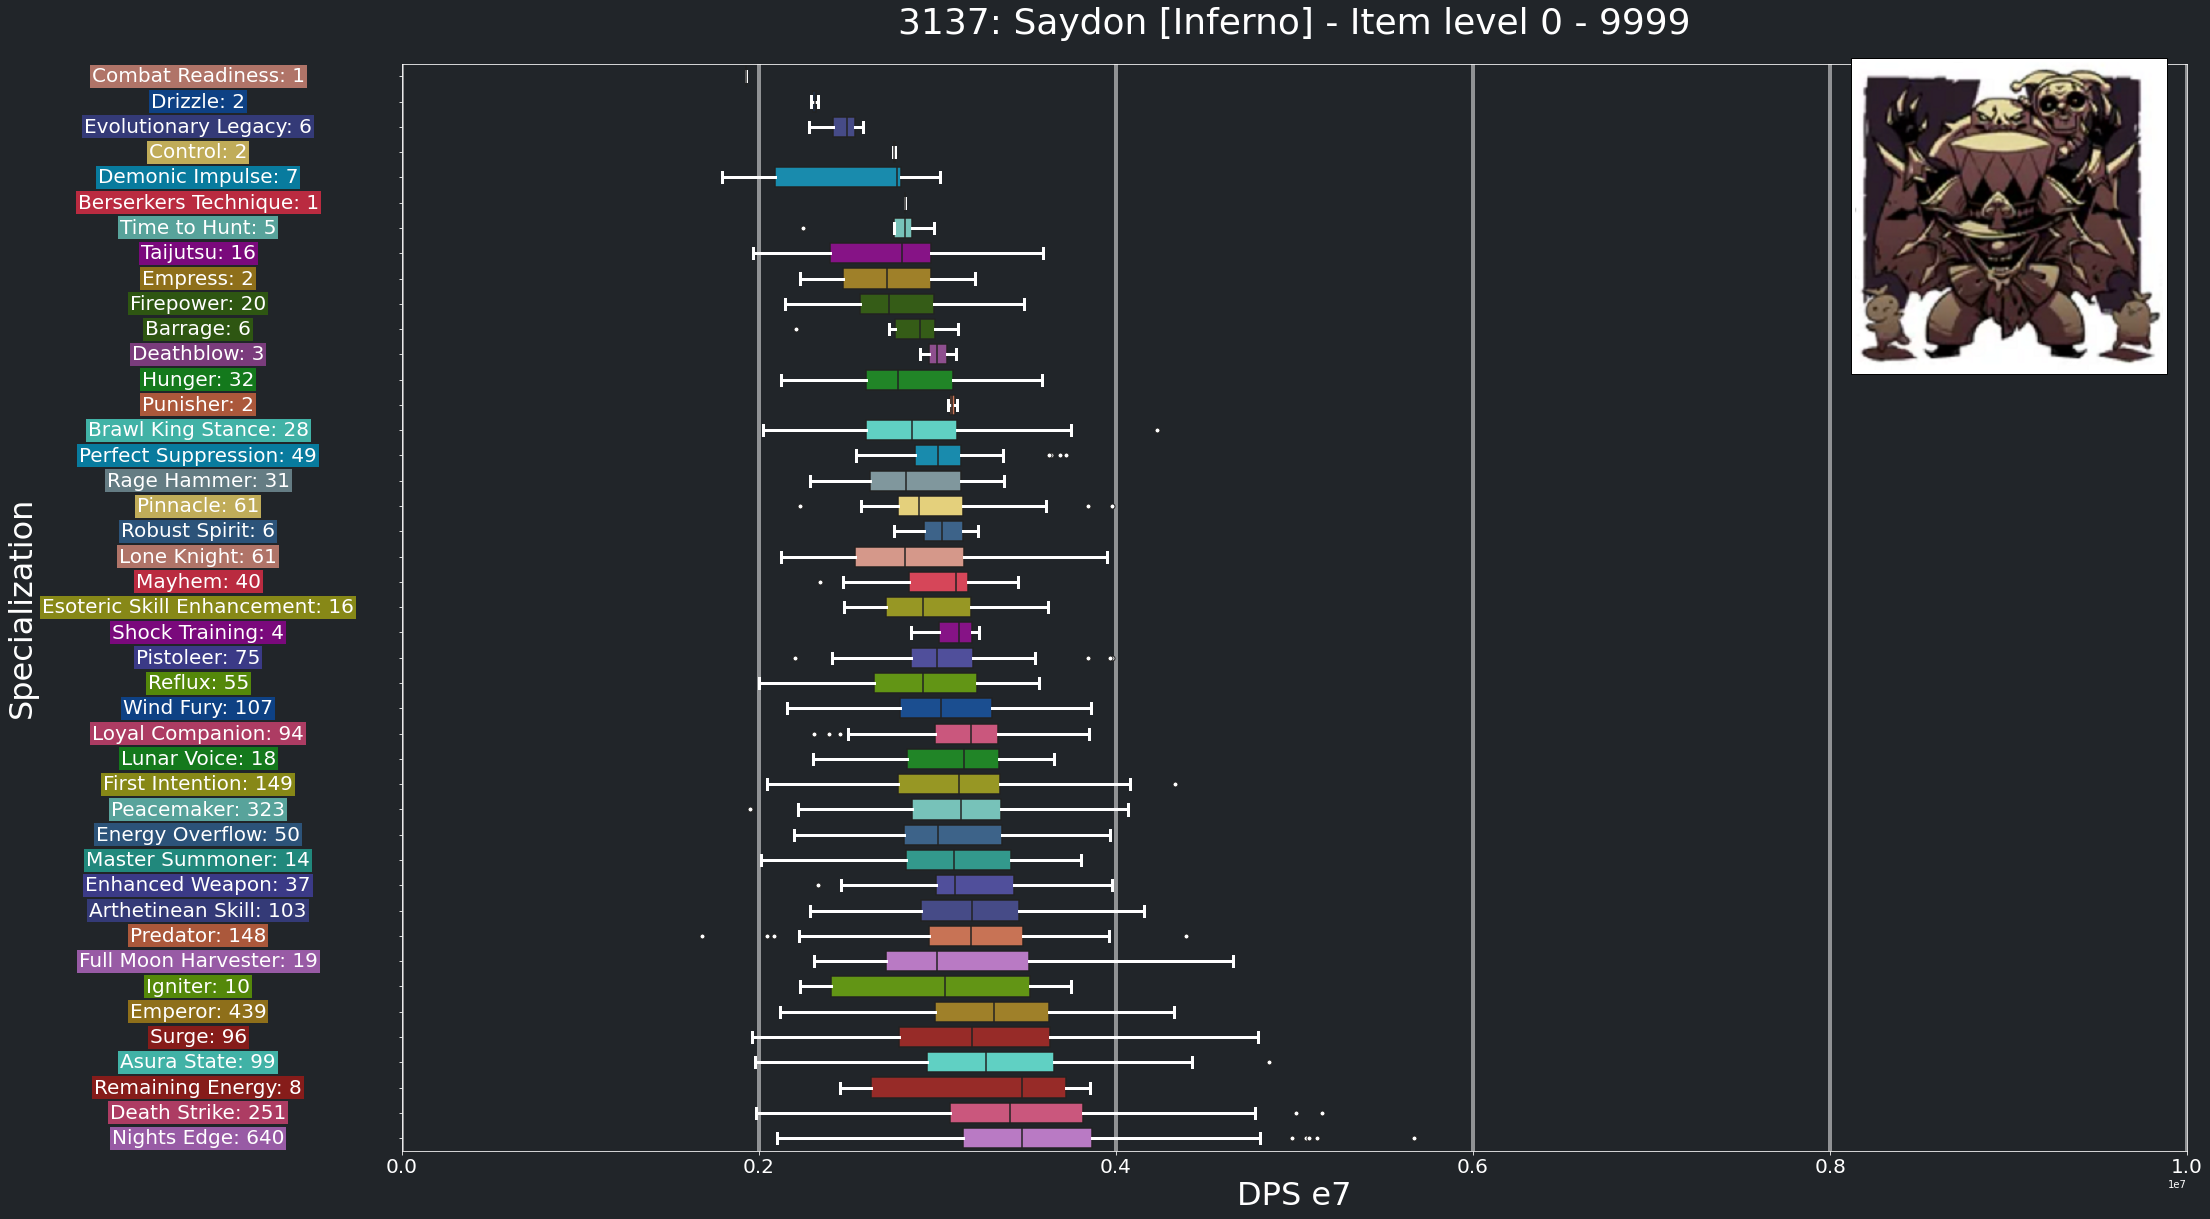 3137: Saydon [Inferno] - Item level 0 - 9999
Specialization
Combat Readiness: 1
Drizzle: 2
Evolutionary Legacy: 6
Control: 2
Demonic Impulse: 7
Berserkers Technique: 1
Time to Hunt: 5
Taijutsu: 16
Empress: 2
Firepower: 20
Barrage: 6
Deathblow: 3
Hunger: 32
Punisher: 2
Brawl King Stance: 28
Perfect Suppression: 49
Rage Hammer: 31
Pinnacle: 61
Robust Spirit: 6
Lone Knight: 61
Mayhem: 40
Esoteric Skill Enhancement: 16
Shock Training: 4
Pistoleer: 75
Reflux: 55
Wind Fury: 107
Loyal Companion: 94
Lunar Voice: 18
First Intention: 149
Peacemaker: 323
Energy Overflow: 50
Master Summoner: 14
Enhanced Weapon: 37
Arthetinean Skill: 103
Predator: 148
Full Moon Harvester: 19
Igniter: 10
Emperor: 439
Surge: 96
Asura State: 99
Remaining Energy: 8
Death Strike: 251
Nights Edge: 640
0.0 0.2 0.4 0.6 0.8 1.0
1e7
DPS e7